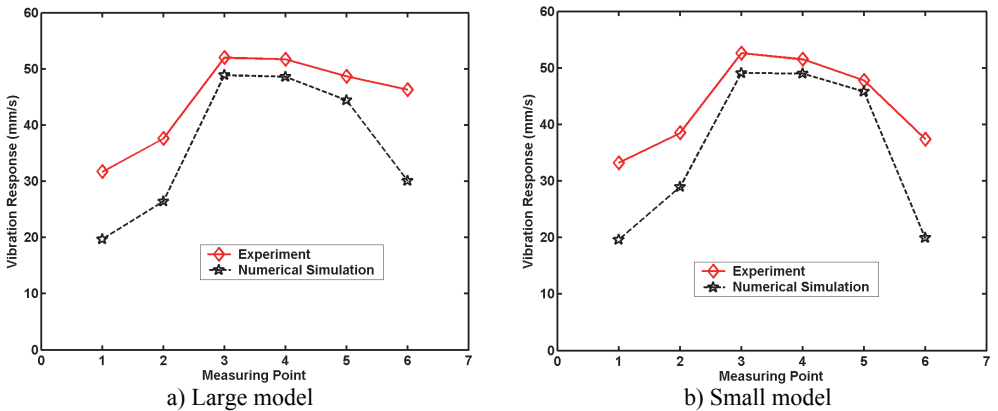 60
50
40
30
20
10
0
Vibration Response (mm/s)
Experiment
Numerical Simulation
0 1 2 3 4 5 6 7
Measuring Point
a) Large model
60
50
40
30
20
10
0
Vibration Response (mm/s)
Experiment
Numerical Simulation
0 1 2 3 4 5 6 7
Measuring Point
b) Small model